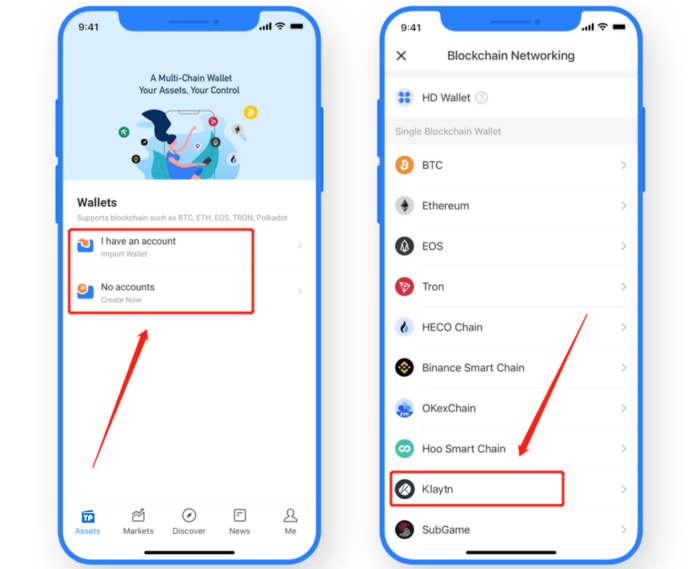 9:41
A Multi-Chain Wallet
Your Assets, Your Control
Wallets
Supports blockchain such as BTC, ETH, EOS, TRON, Polkadot
I have an account
Import Wallet
No accounts
Create Now
TP
Assets
Markets
Discover
News
Me
9:41
Blockchain Networking
HD Wallet
Single Blockchain Wallet
BTC
Ethereum
EOS
Tron
HECO Chain
Binance Smart Chain
OKexChain
Hoo Smart Chain
Klaytn
SubGame